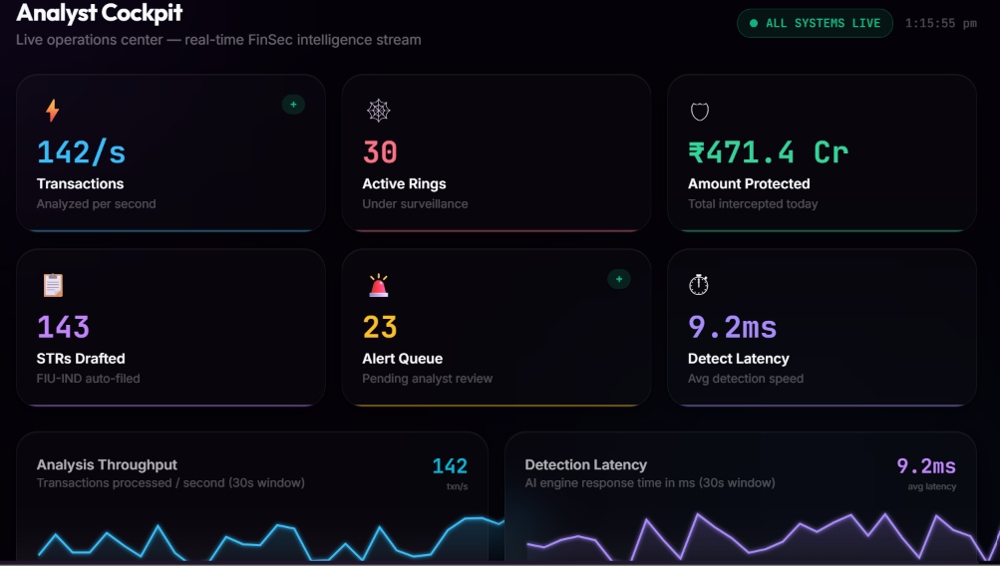 Analyst Cockpit
Live operations center — real-time FinSec intelligence stream
ALL SYSTEMS LIVE
1:15:55 pm
+
142/s
Transactions
Analyzed per second
30
Active Rings
Under surveillance
₹471.4 Cr
Amount Protected
Total intercepted today
143
STRs Drafted
FIU-IND auto-filed
+
23
Alert Queue
Pending analyst review
9.2ms
Detect Latency
Avg detection speed
Analysis Throughput
Transactions processed / second (30s window)
142
txn/s
Detection Latency
AI engine response time in ms (30s window)
9.2ms
avg latency